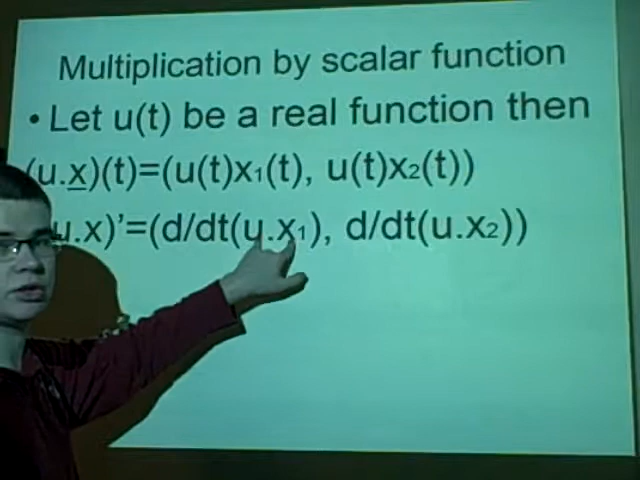 Multiplication by scalar function
• Let u(t) be a real function then
(u.x)(t)=(u(t)x₁(t), u(t)x₂(t))
u.x)’=(d/dt(u.x₁), d/dt(u.x₂))